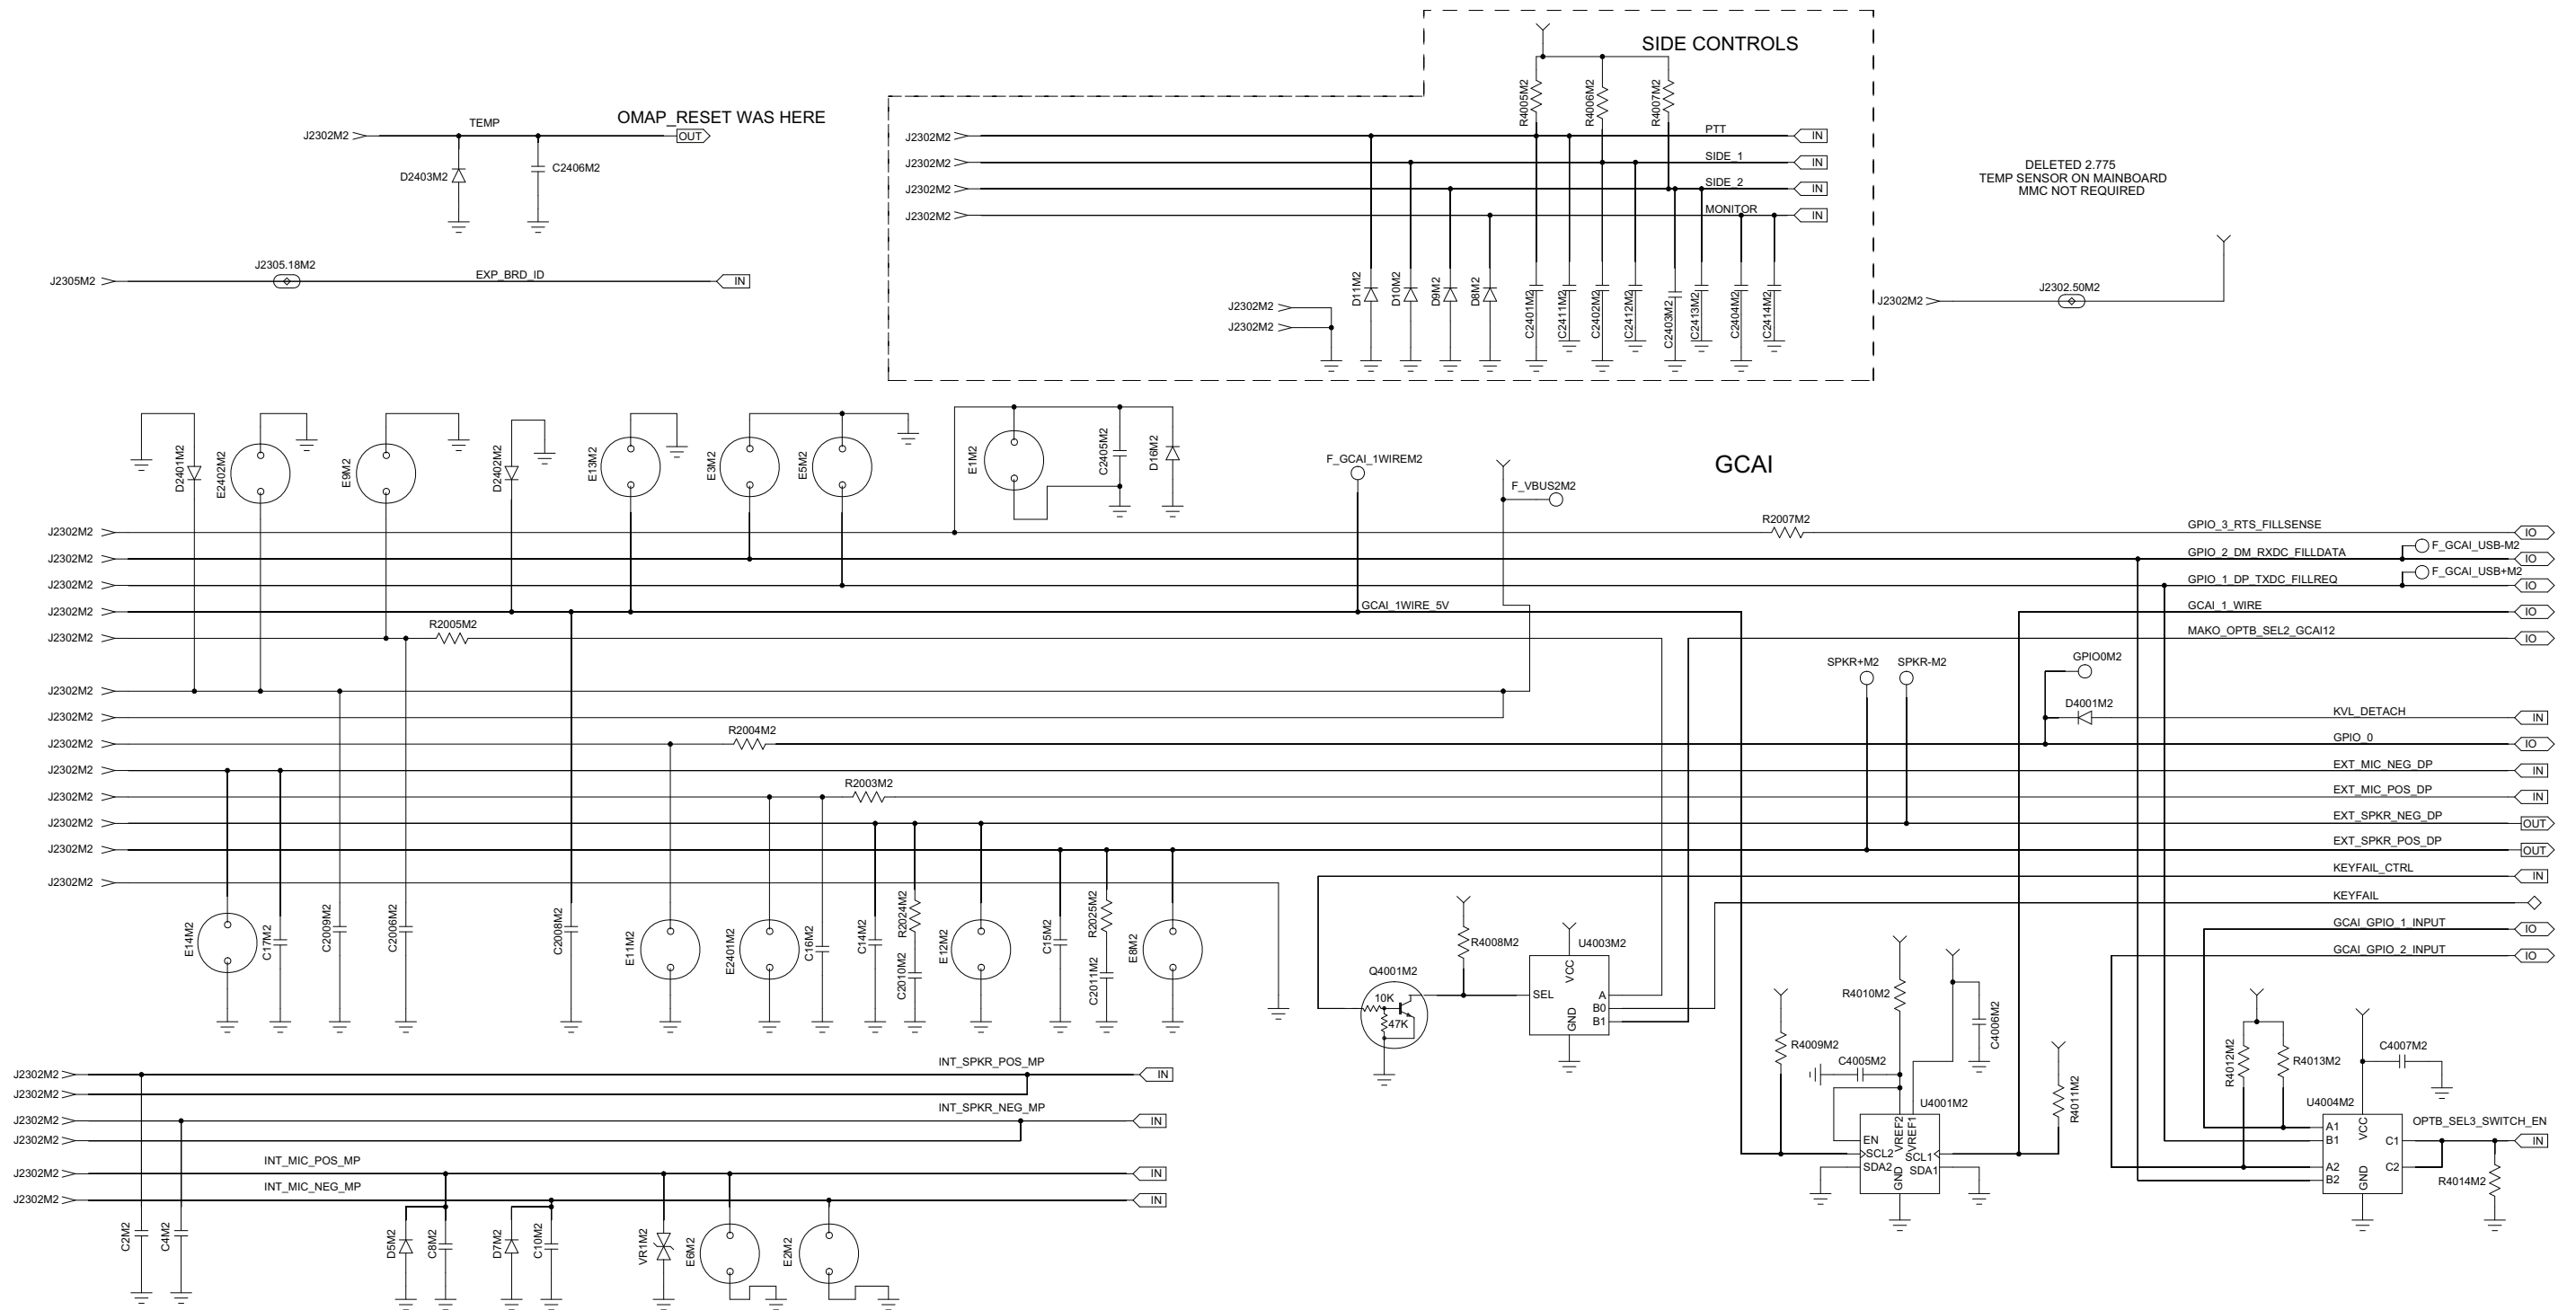 SIDE CONTROLS
OMAP_RESET WAS HERE
J2302M2
TEMP
OUT
D2403M2
C2406M2
J2305M2
J2305.18M2
EXP_BRD_ID
IN
R4005M2
R4006M2
R4007M2
J2302M2
PTT
IN
J2302M2
SIDE_1
IN
J2302M2
SIDE_2
IN
J2302M2
MONITOR
IN
J2302M2
J2302M2
D11M2
D10M2
D9M2
D8M2
C2401M2
C2411M2
C2402M2
C2412M2
C2403M2
C2413M2
C2404M2
C2414M2
DELETED 2.775
TEMP SENSOR ON MAINBOARD
MMC NOT REQUIRED
J2302M2
J2302.50M2
D2401M2
E2402M2
E9M2
D2402M2
E13M2
E3M2
E5M2
E1M2
C2405M2
D16M2
F_GCAI_1WIREM2
F_VBUS2M2
GCAI
J2302M2
R2007M2
GPIO_3_RTS_FILLSENSE
IO
J2302M2
GPIO_2_DM_RXDC_FILLDATA
F_GCAI_USB-M2
IO
J2302M2
GPIO_1_DP_TXDC_FILLREQ
F_GCAI_USB+M2
IO
J2302M2
GCAI_1WIRE_5V
GCAI_1_WIRE
IO
J2302M2
R2005M2
MAKO_OPTB_SEL2_GCAI12
IO
SPKR+M2
SPKR-M2
GPIO0M2
J2302M2
J2302M2
D4001M2
KVL_DETACH
IN
J2302M2
R2004M2
GPIO_0
IO
J2302M2
EXT_MIC_NEG_DP
IN
J2302M2
R2003M2
EXT_MIC_POS_DP
IN
J2302M2
EXT_SPKR_NEG_DP
OUT
J2302M2
EXT_SPKR_POS_DP
OUT
KEYFAIL_CTRL
IN
J2302M2
KEYFAIL
GCAI_GPIO_1_INPUT
IO
GCAI_GPIO_2_INPUT
IO
E14M2
C17M2
C2009M2
C2006M2
C2008M2
E11M2
E2401M2
C16M2
C14M2
R2024M2
C2010M2
E12M2
C15M2
R2025M2
C2011M2
E8M2
Q4001M2
10K
47K
R4008M2
U4003M2
VCC
SEL
A
B0
B1
GND
R4009M2
R4010M2
C4005M2
C4006M2
U4001M2
VREF2
VREF1
EN
SCL2
SCL1
SDA2
SDA1
GND
R4011M2
R4012M2
R4013M2
C4007M2
U4004M2
VCC
A1
B1
A2
B2
C1
C2
GND
OPTB_SEL3_SWITCH_EN
IN
R4014M2
J2302M2
INT_SPKR_POS_MP
IN
J2302M2
J2302M2
INT_SPKR_NEG_MP
IN
J2302M2
J2302M2
INT_MIC_POS_MP
IN
J2302M2
INT_MIC_NEG_MP
IN
C2M2
C4M2
D5M2
C8M2
D7M2
C10M2
VR1M2
E6M2
E2M2